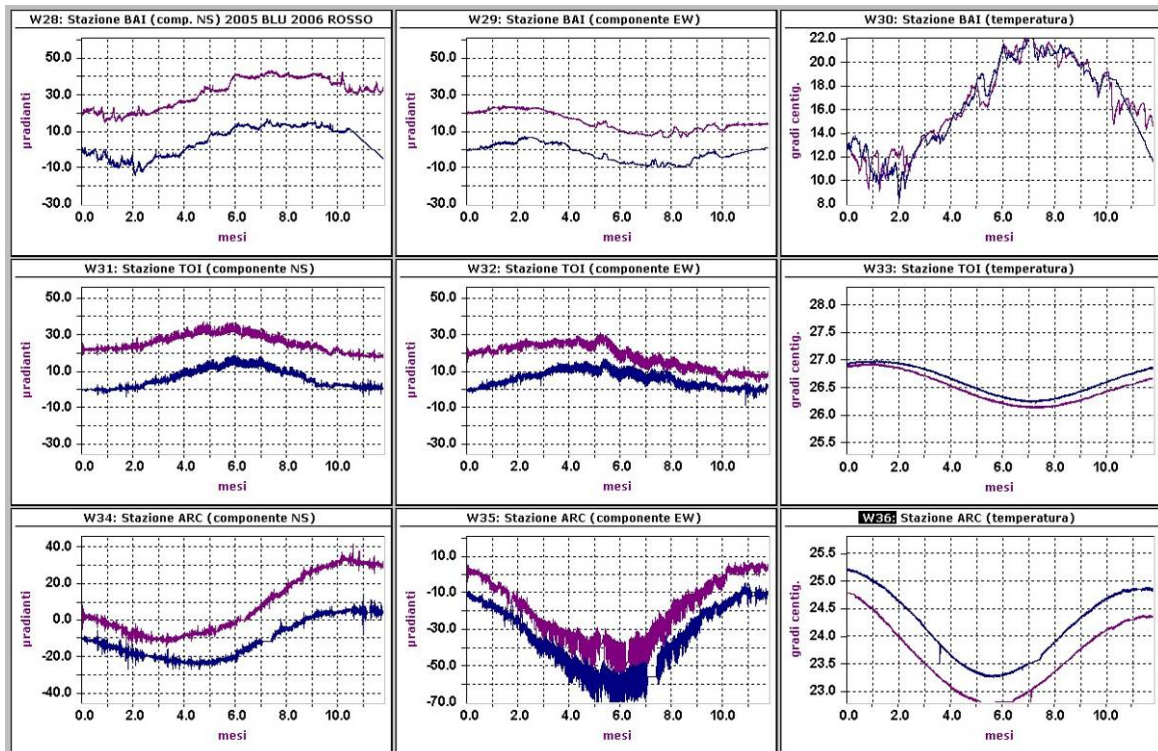 W28: Stazione BAI (comp. NS) 2005 BLU 2006 ROSSO
60.0
30.0
10.0
-10.0
-30.0
µradianti
0.0 2.0 4.0 6.0 8.0 10.0
mesi
W29: Stazione BAI (componente EW)
50.0
30.0
10.0
-10.0
-30.0
µradianti
0.0 2.0 4.0 6.0 8.0 10.0
mesi
W30: Stazione BAI (temperatura)
22.0
20.0
18.0
16.0
14.0
12.0
10.0
8.0
gradi centig.
0.0 2.0 4.0 6.0 8.0 10.0
mesi
W31: Stazione TOI (componente NS)
50.0
30.0
10.0
-10.0
-30.0
µradianti
0.0 2.0 4.0 6.0 8.0 10.0
mesi
W32: Stazione TOI (componente EW)
50.0
30.0
10.0
-10.0
-30.0
µradianti
0.0 2.0 4.0 6.0 8.0 10.0
mesi
W33: Stazione TOI (temperatura)
28.0
27.5
27.0
26.5
26.0
25.5
gradi centig.
0.0 2.0 4.0 6.0 8.0 10.0
mesi
W34: Stazione ARC (componente NS)
40.0
20.0
0.0
-20.0
-40.0
µradianti
0.0 2.0 4.0 6.0 8.0 10.0
mesi
W35: Stazione ARC (componente EW)
10.0
-10.0
-30.0
-50.0
-70.0
µradianti
0.0 2.0 4.0 6.0 8.0 10.0
mesi
W36: Stazione ARC (temperatura)
25.5
25.0
24.5
24.0
23.5
23.0
gradi centig.
0.0 2.0 4.0 6.0 8.0 10.0
mesi